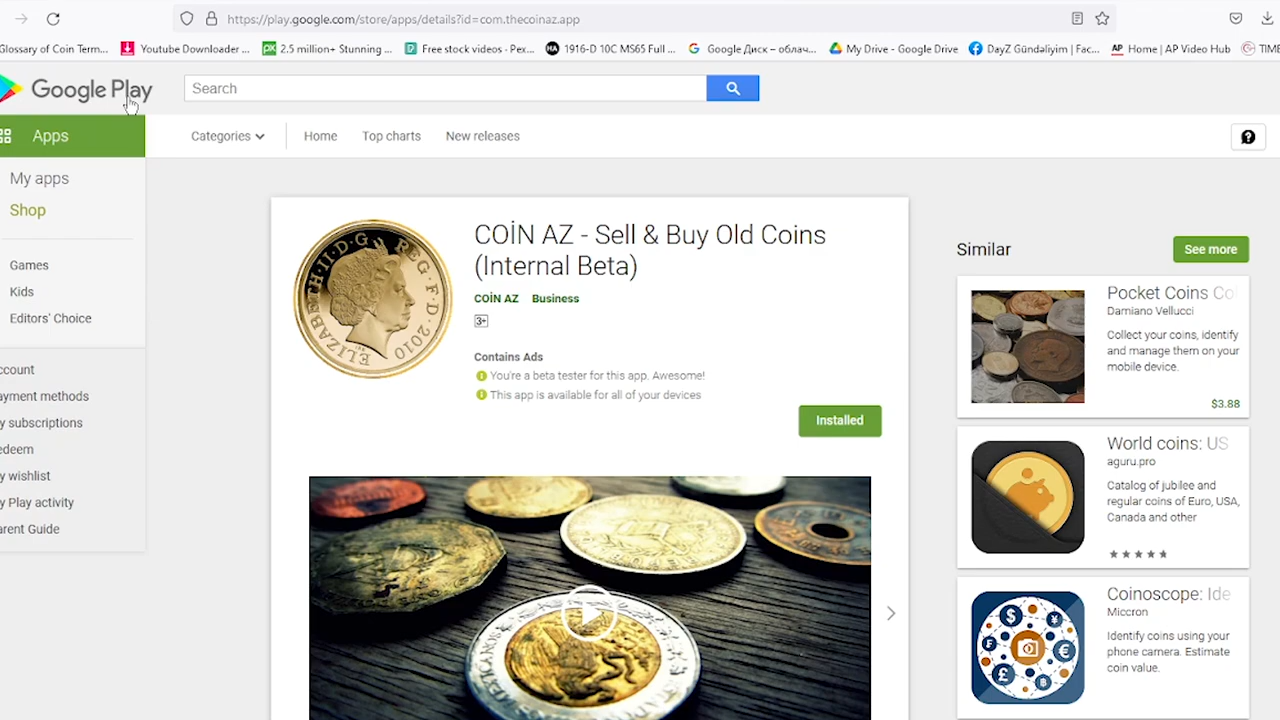 https://play.google.com/store/apps/details?id=com.thecoinaz.app
Glossary of Coin Term...
Youtube Downloader ...
2.5 million+ Stunning ...
Free stock videos - Pex...
1916-D 10C MS65 Full ...
Google Диск – облач...
My Drive - Google Drive
DayZ Gündəliyim | Fac...
Home | AP Video Hub
TIME
Google Play
Search
Apps
Categories
Home
Top charts
New releases
My apps
Shop
Games
Kids
Editors' Choice
ccount
ayment methods
y subscriptions
edeem
y wishlist
y Play activity
arent Guide
COİN AZ - Sell & Buy Old Coins
(Internal Beta)
COİN AZ Business
3+
Contains Ads
You're a beta tester for this app. Awesome!
This app is available for all of your devices
Installed
ELIZABETH·II·D·G REG·F·D·2010
Similar
See more
Pocket Coins Co
Damiano Vellucci
Collect your coins, identify
and manage them on your
mobile device.
$3.88
World coins: US
aguru.pro
Catalog of jubilee and
regular coins of Euro, USA,
Canada and other
Coinoscope: Ide
Miccron
Identify coins using your
phone camera. Estimate
coin value.